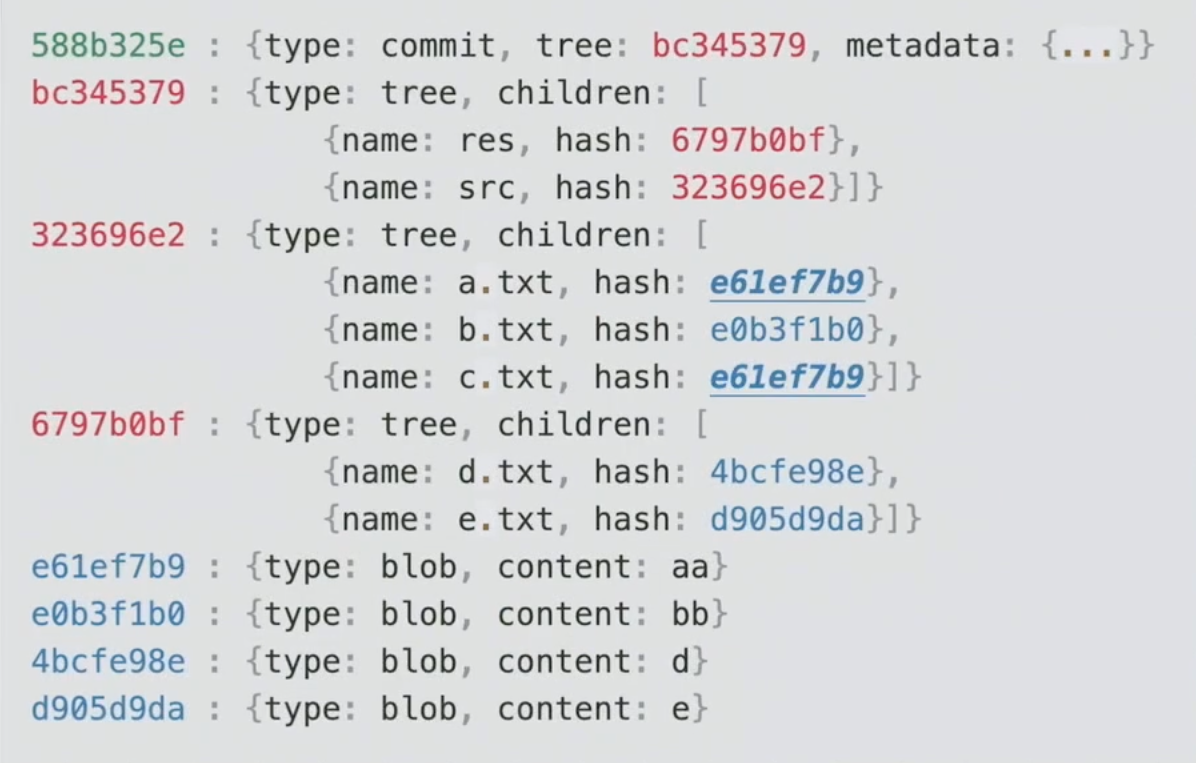 588b325e : {type: commit, tree: bc345379, metadata: {...}}
bc345379 : {type: tree, children: [
{name: res, hash: 6797b0bf},
{name: src, hash: 323696e2}]}
323696e2 : {type: tree, children: [
{name: a.txt, hash: e61ef7b9},
{name: b.txt, hash: e0b3f1b0},
{name: c.txt, hash: e61ef7b9}]}
6797b0bf : {type: tree, children: [
{name: d.txt, hash: 4bcfe98e},
{name: e.txt, hash: d905d9da}]}
e61ef7b9 : {type: blob, content: aa}
e0b3f1b0 : {type: blob, content: bb}
4bcfe98e : {type: blob, content: d}
d905d9da : {type: blob, content: e}